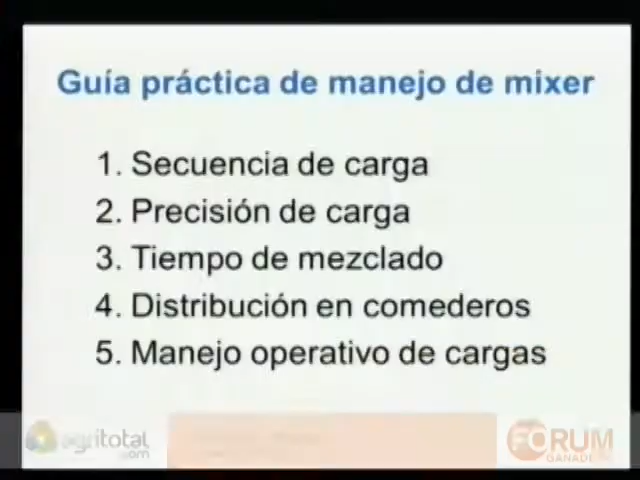 Guía práctica de manejo de mixer
1. Secuencia de carga
2. Precisión de carga
3. Tiempo de mezclado
4. Distribución en comederos
5. Manejo operativo de cargas
agritotal
.com
FORUM